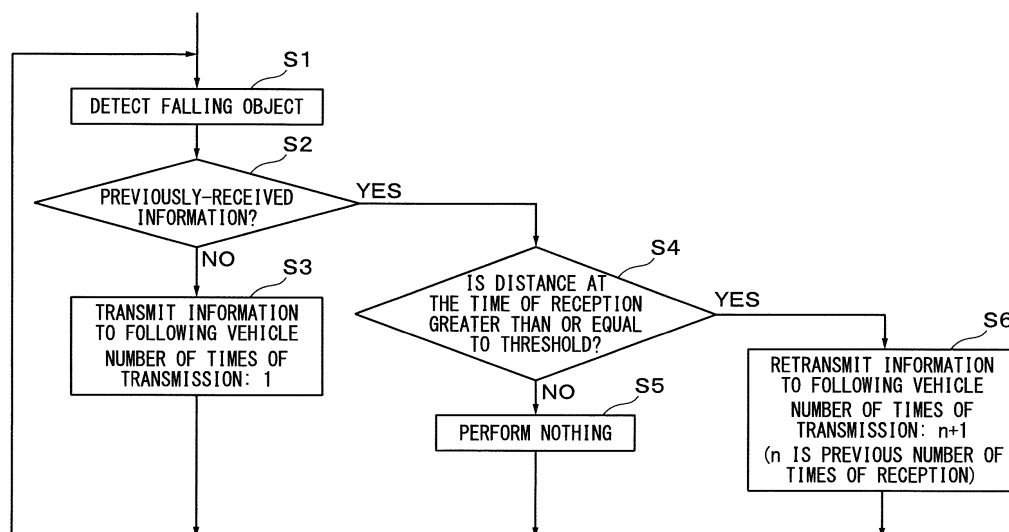 S1
DETECT FALLING OBJECT
S2
PREVIOUSLY-RECEIVED
INFORMATION?
YES
NO
S3
TRANSMIT INFORMATION
TO FOLLOWING VEHICLE
NUMBER OF TIMES OF
TRANSMISSION: 1
S4
IS DISTANCE AT
THE TIME OF RECEPTION
GREATER THAN OR EQUAL
TO THRESHOLD?
YES
NO
S5
PERFORM NOTHING
S6
RETRANSMIT INFORMATION
TO FOLLOWING VEHICLE
NUMBER OF TIMES OF
TRANSMISSION: n+1
(n IS PREVIOUS NUMBER OF
TIMES OF RECEPTION)